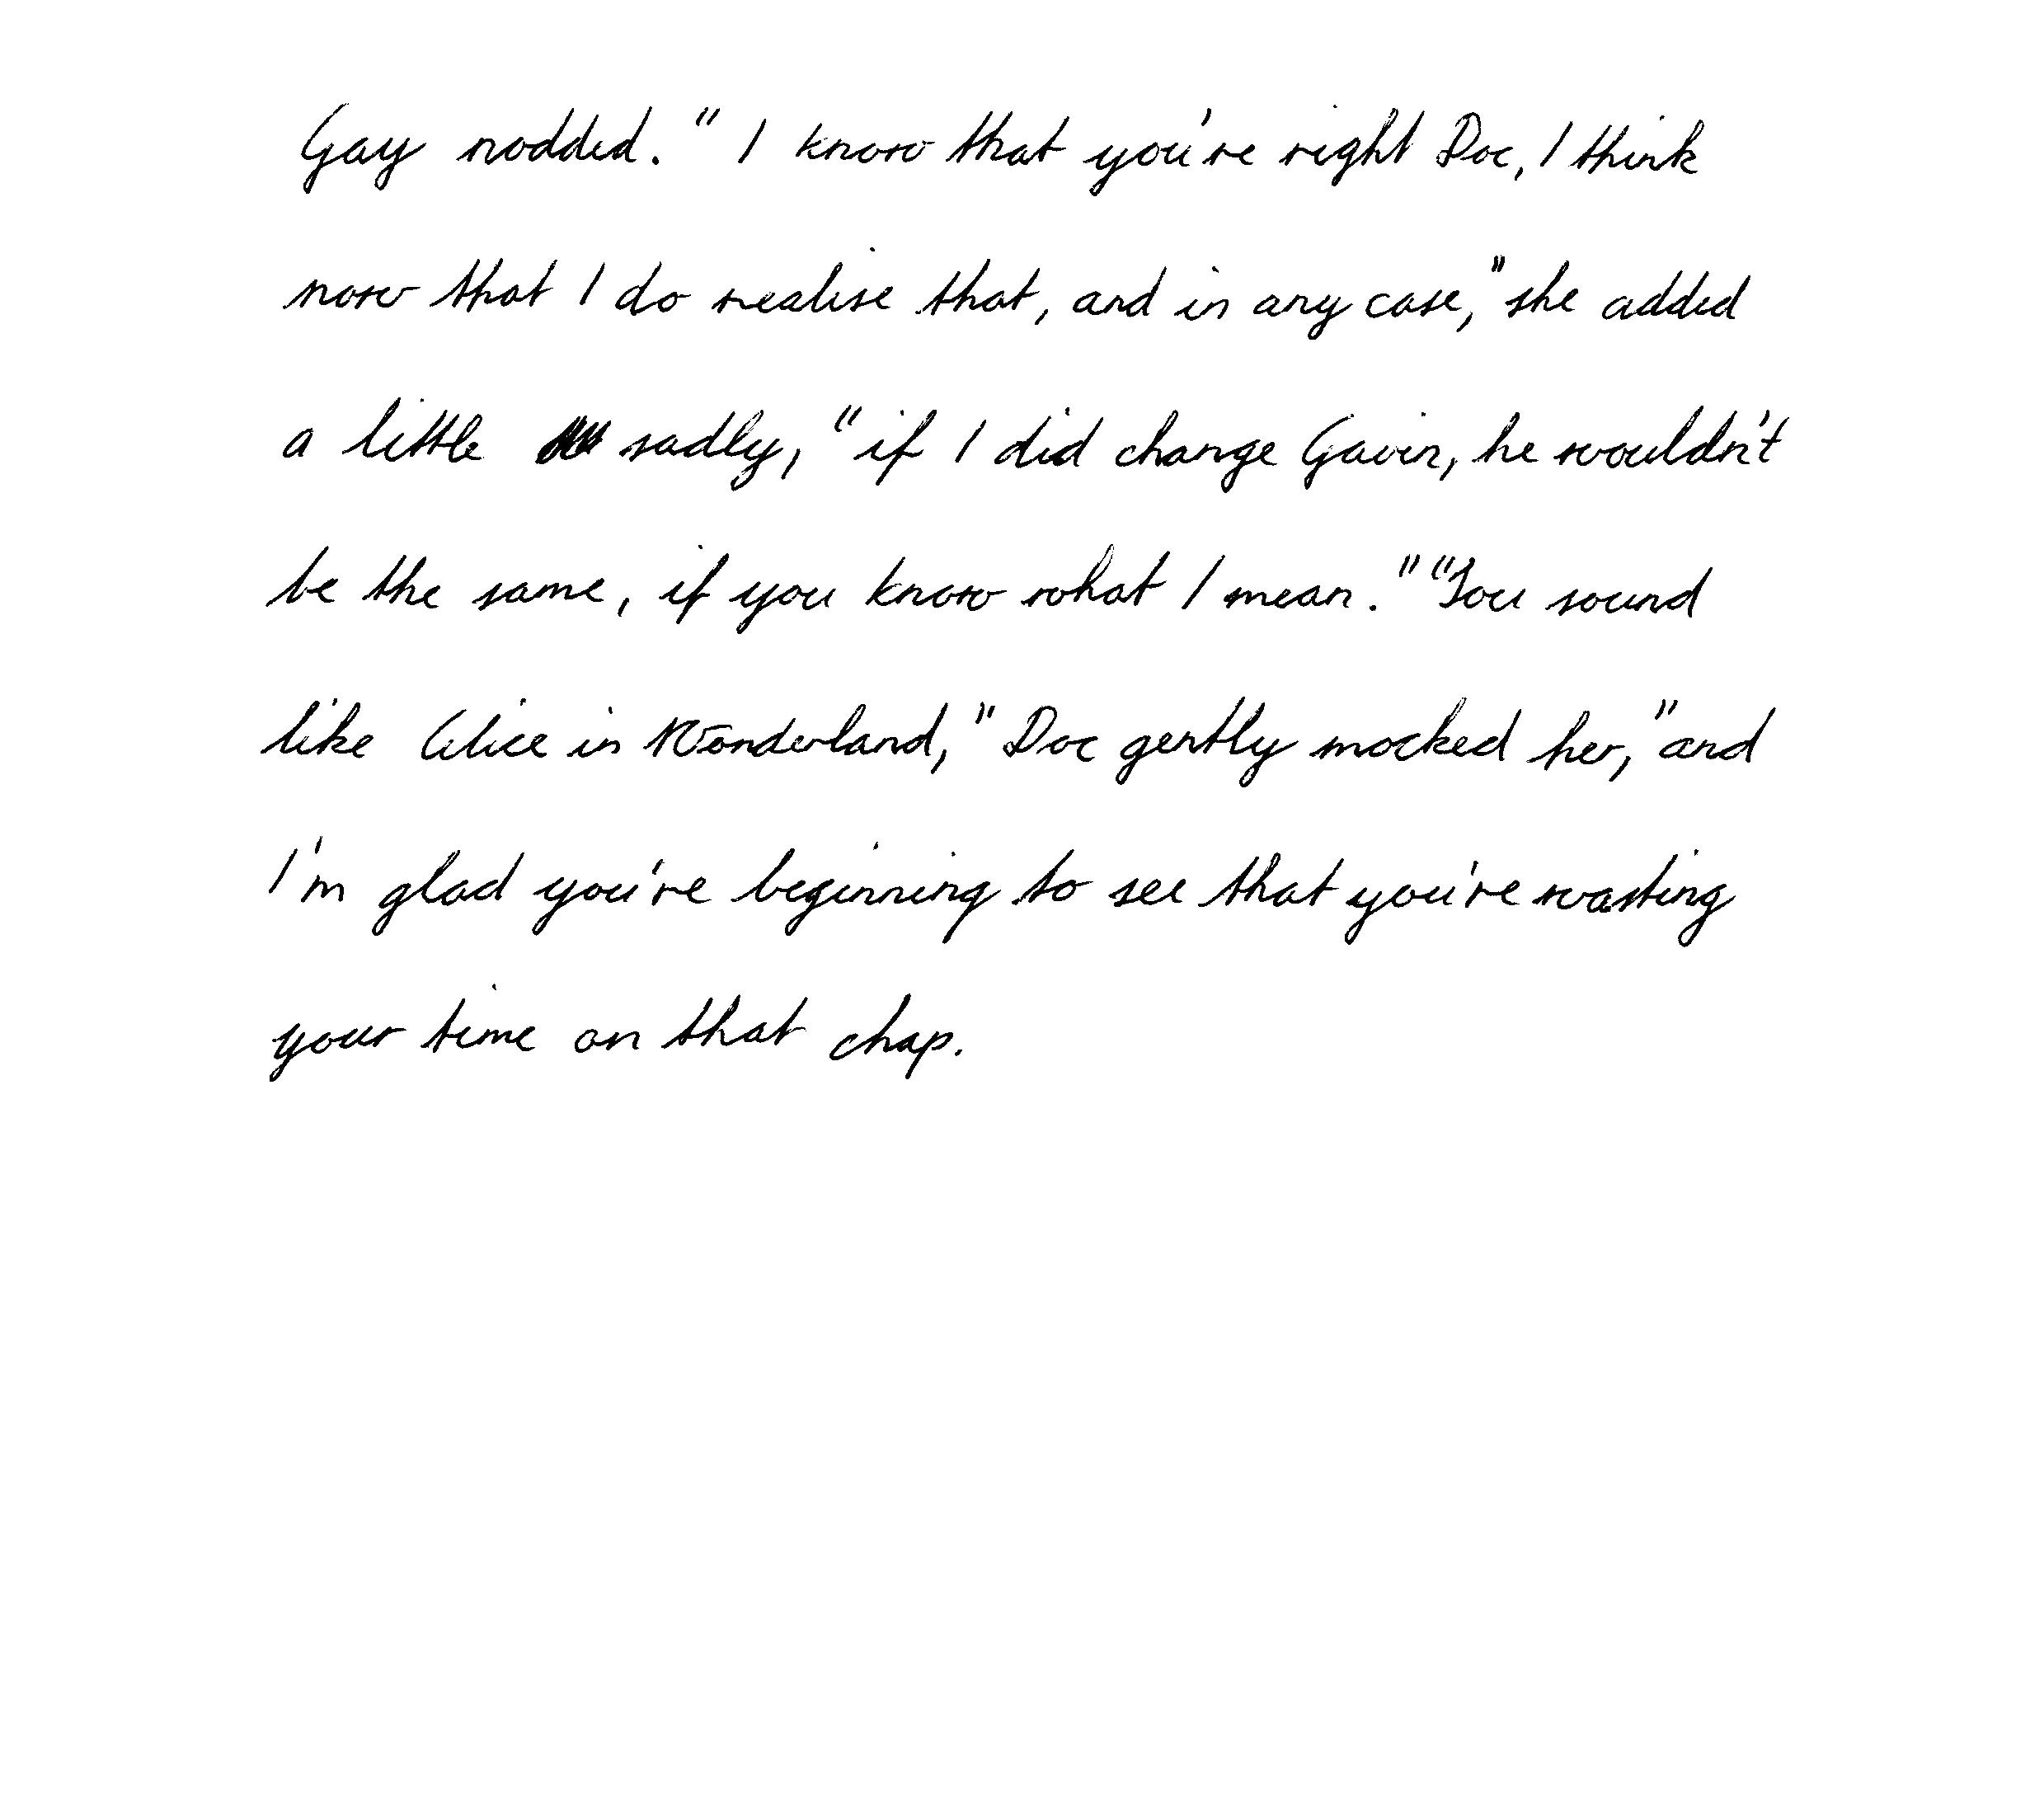 Gay nodded. "I know that you're right Doc, I think
now that I do realise that, and in any case," she added
a little sadly, "if I did change Gavin, he wouldn't
be the same, if you know what I mean." "You sound
like Alice in Wonderland," Doc gently mocked her, "and
I'm glad you're beginning to see that you're wasting
your time on that chap.